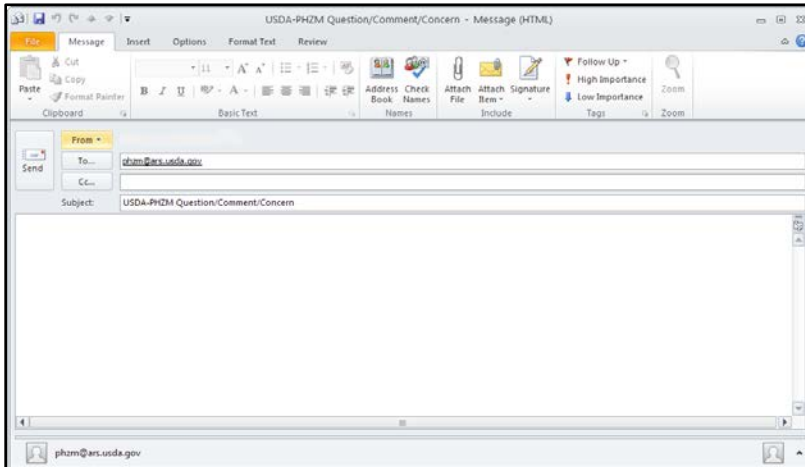 USDA-PHZM Question/Comment/Concern - Message (HTML)
File Message Insert Options Format Text Review
Paste
Cut
Copy
Format Painter
Clipboard
11
B I U
Basic Text
Address Book
Check Names
Names
Attach File
Attach Item
Signature
Include
Follow Up
High Importance
Low Importance
Tags
Zoom
Zoom
From
Send
To... phzm@ars.usda.gov
Cc...
Subject: USDA-PHZM Question/Comment/Concern
phzm@ars.usda.gov